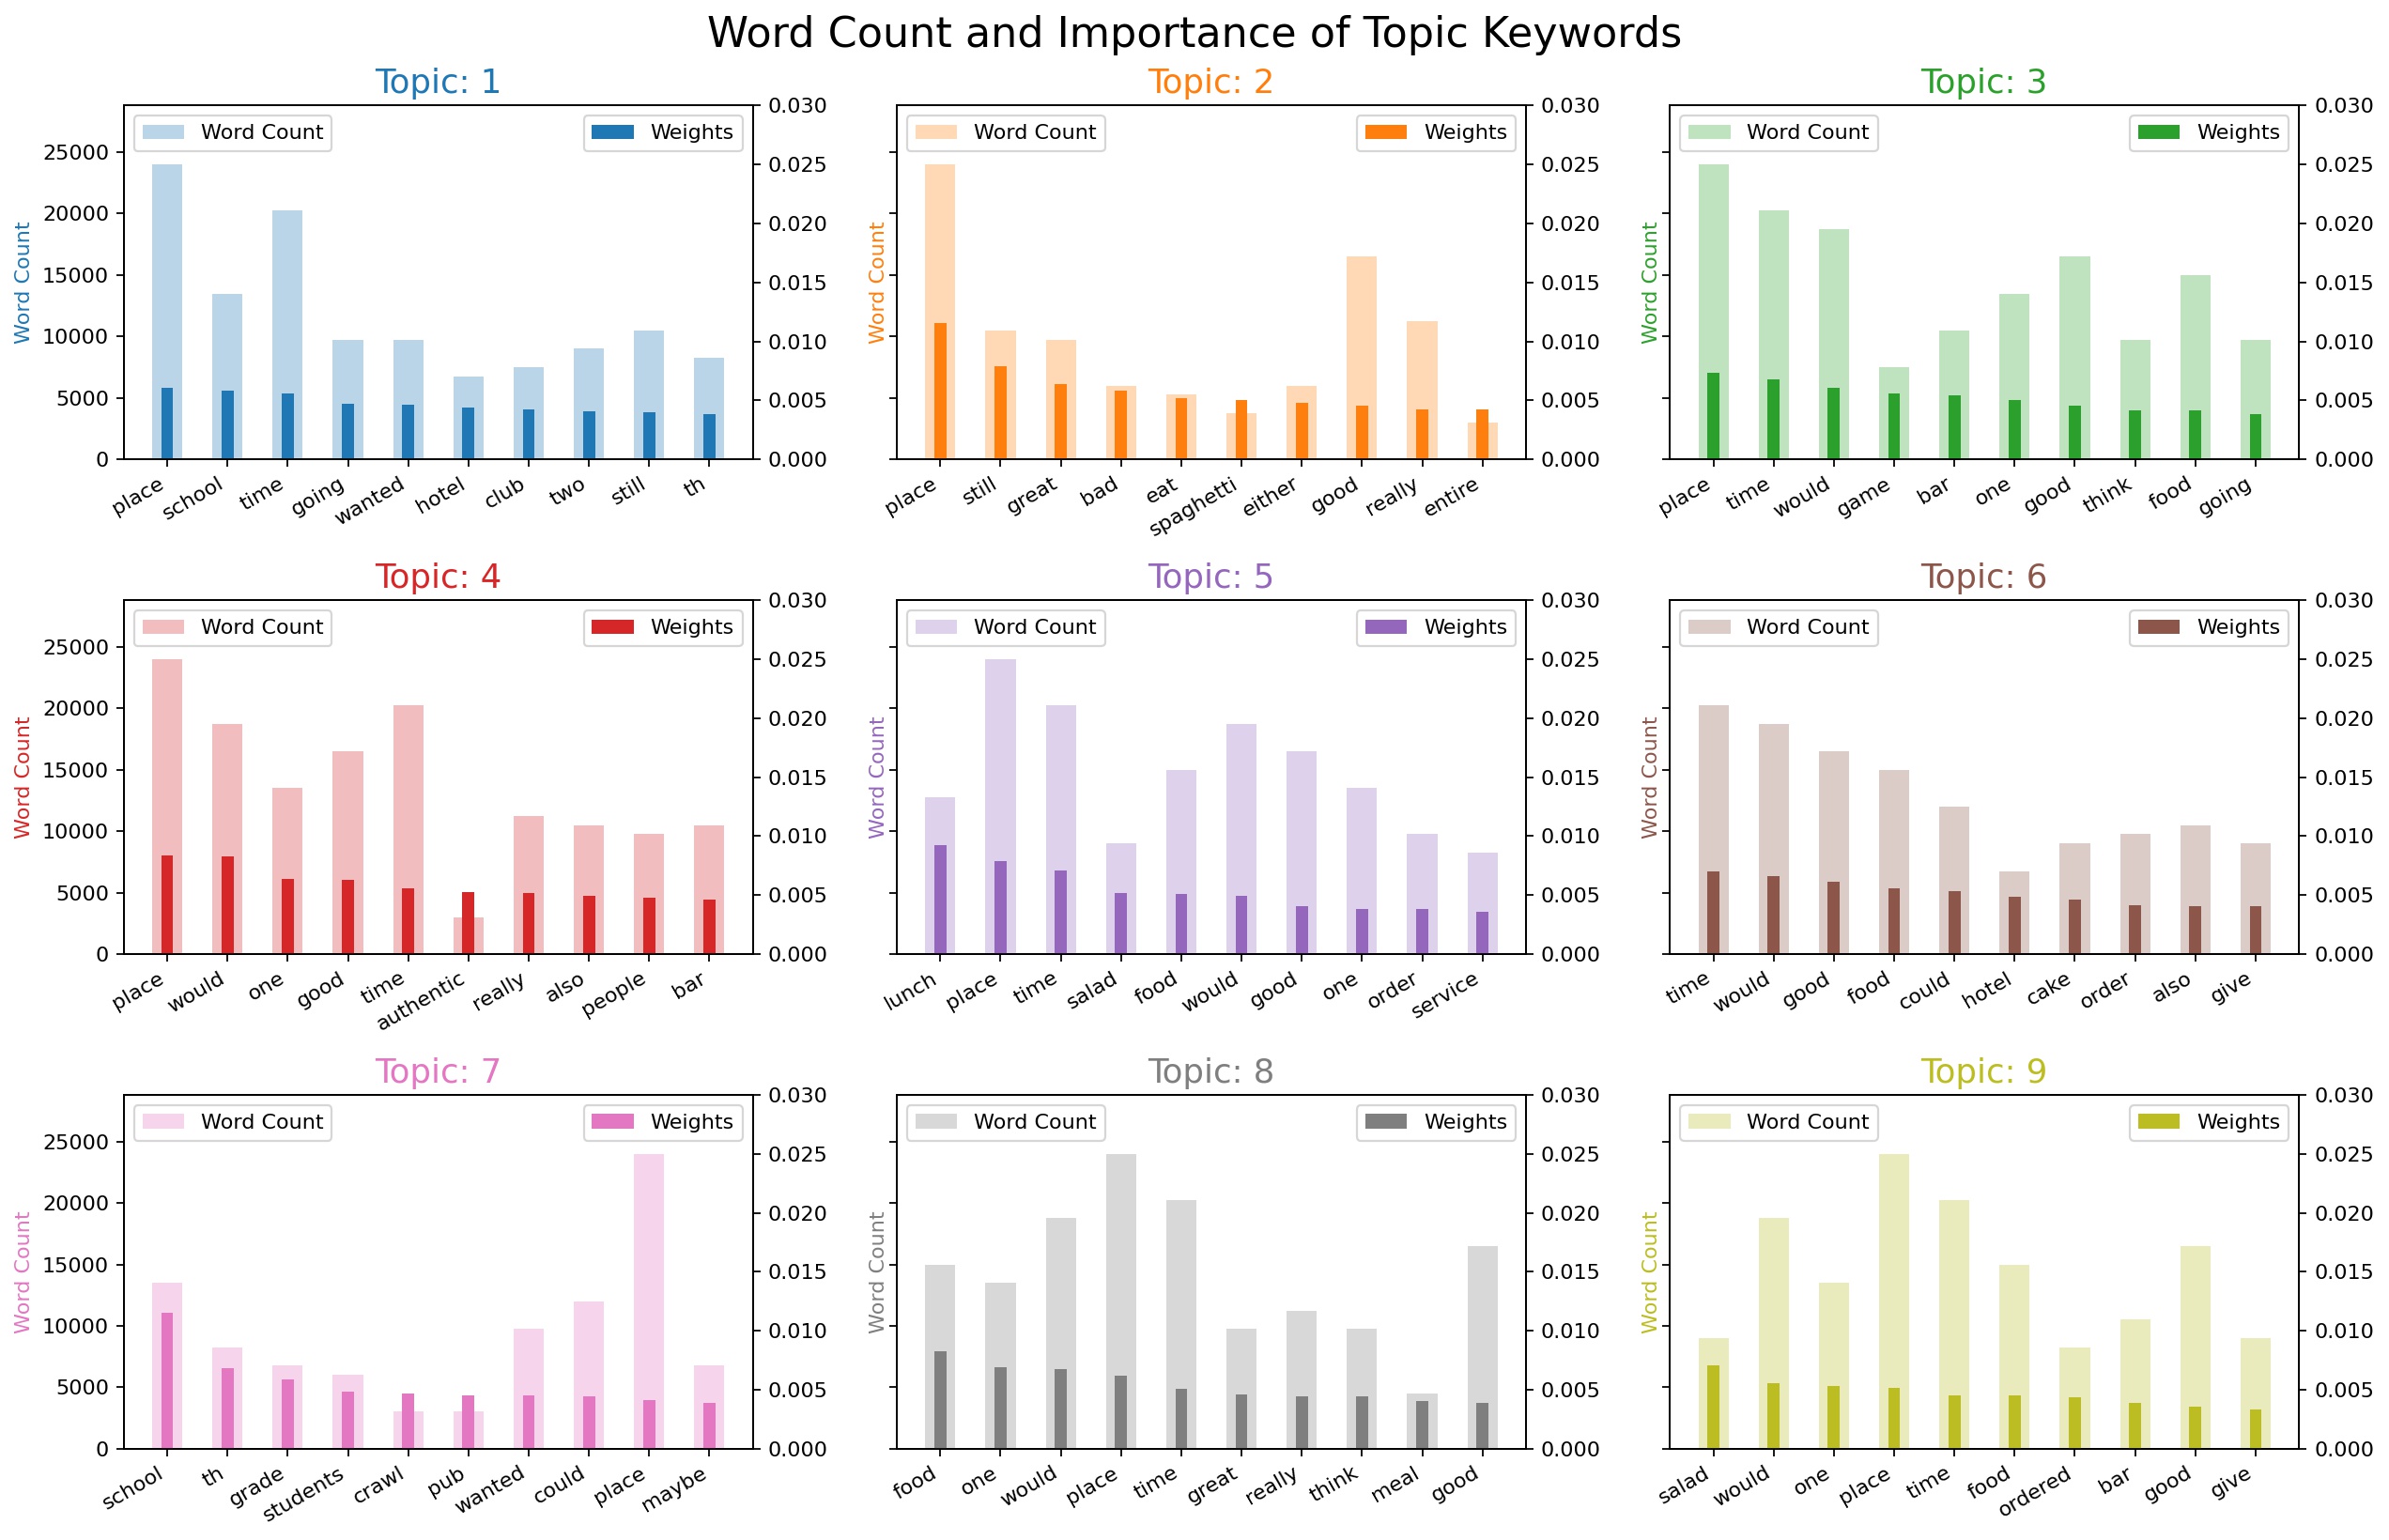 Word Count and Importance of Topic Keywords
Topic: 1
Word Count
Weights
Word Count
25000
20000
15000
10000
5000
0
0.030
0.025
0.020
0.015
0.010
0.005
0.000
place school time going wanted hotel club two still th
Topic: 2
Word Count
Weights
Word Count
0.030
0.025
0.020
0.015
0.010
0.005
0.000
place still great bad eat spaghetti either good really entire
Topic: 3
Word Count
Weights
Word Count
0.030
0.025
0.020
0.015
0.010
0.005
0.000
place time would game bar one good think food going
Topic: 4
Word Count
Weights
Word Count
25000
20000
15000
10000
5000
0
0.030
0.025
0.020
0.015
0.010
0.005
0.000
place would one good time authentic really also people bar
Topic: 5
Word Count
Weights
Word Count
0.030
0.025
0.020
0.015
0.010
0.005
0.000
lunch place time salad food would good one order service
Topic: 6
Word Count
Weights
Word Count
0.030
0.025
0.020
0.015
0.010
0.005
0.000
time would good food could hotel cake order also give
Topic: 7
Word Count
Weights
Word Count
25000
20000
15000
10000
5000
0
0.030
0.025
0.020
0.015
0.010
0.005
0.000
school th grade students crawl pub wanted could place maybe
Topic: 8
Word Count
Weights
Word Count
0.030
0.025
0.020
0.015
0.010
0.005
0.000
food one would place time great really think meal good
Topic: 9
Word Count
Weights
Word Count
0.030
0.025
0.020
0.015
0.010
0.005
0.000
salad would one place time food ordered bar good give